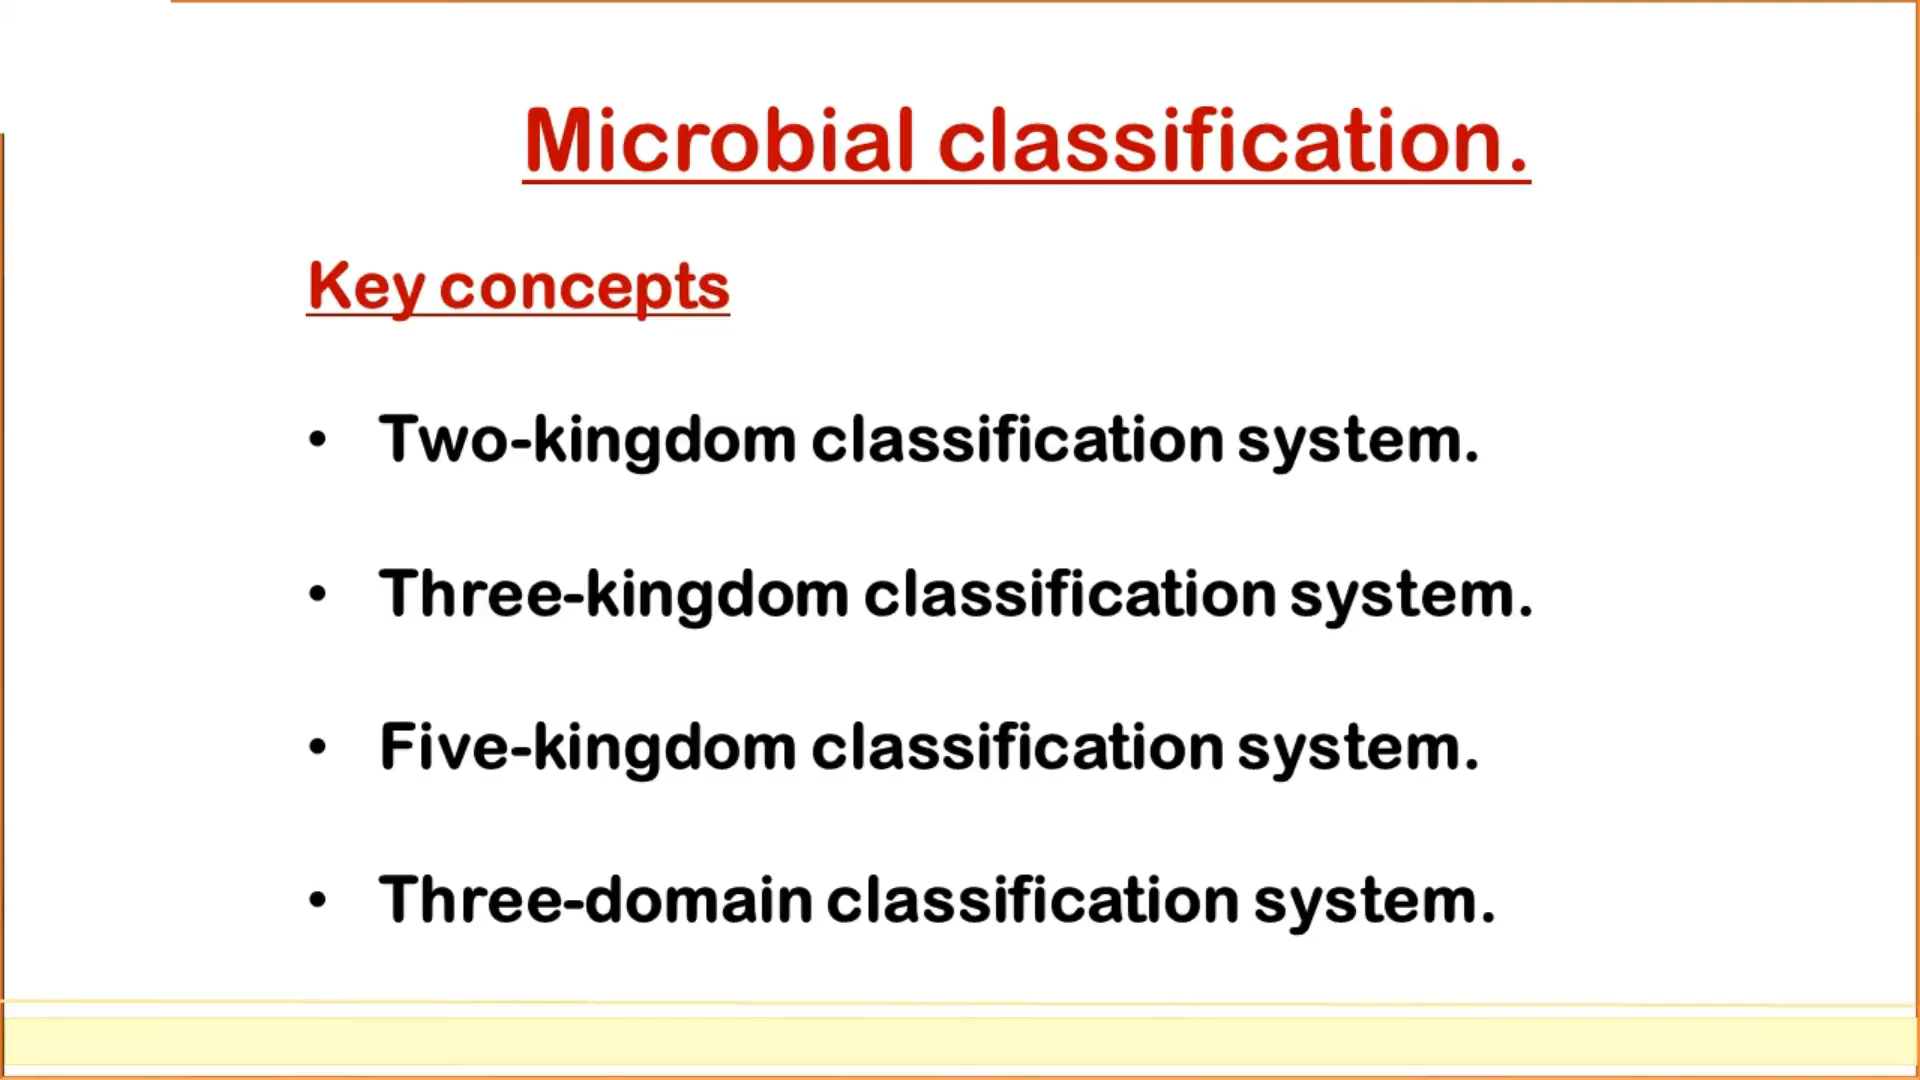 Microbial classification.
Key concepts
• Two-kingdom classification system.
• Three-kingdom classification system.
• Five-kingdom classification system.
• Three-domain classification system.